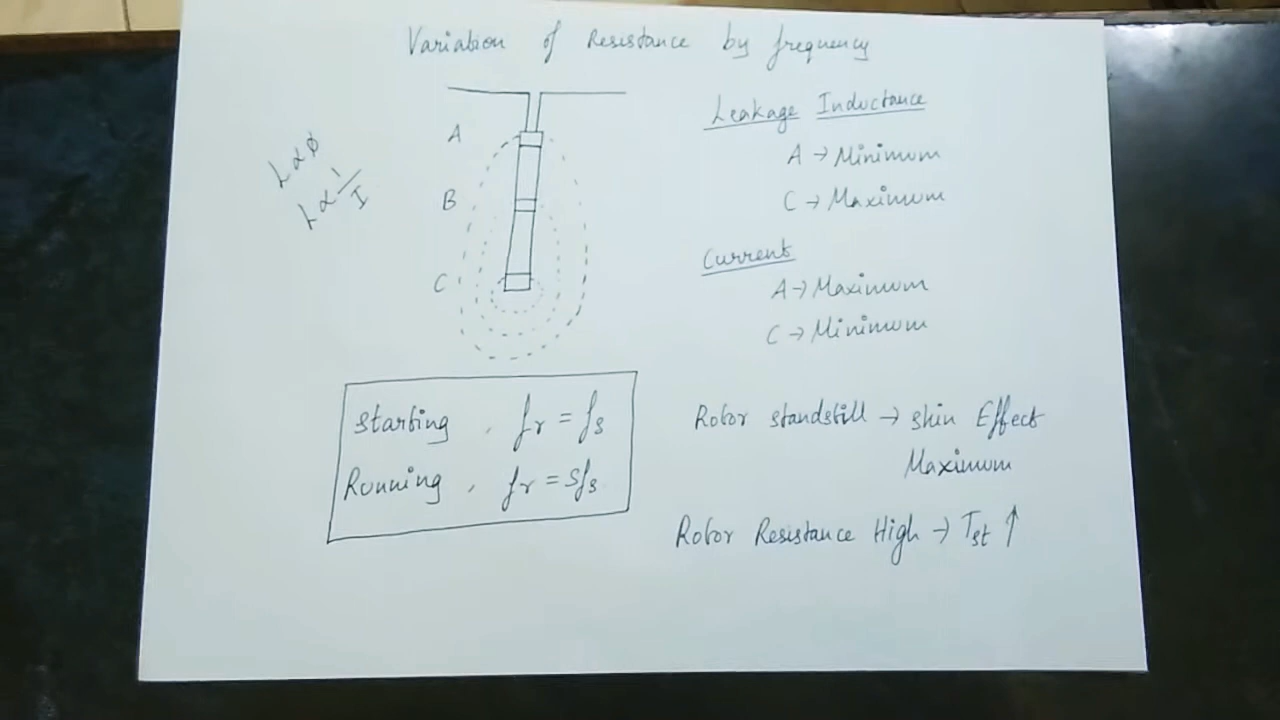 Variation of Resistance by frequency
L α φ
L α 1/I
A
B
C
Leakage Inductance
A → Minimum
C → Maximum
Current
A → Maximum
C → Minimum
Starting, fr = fs
Running, fr = sfs
Rotor standstill → skin Effect
Maximum
Rotor Resistance High → Tst ↑